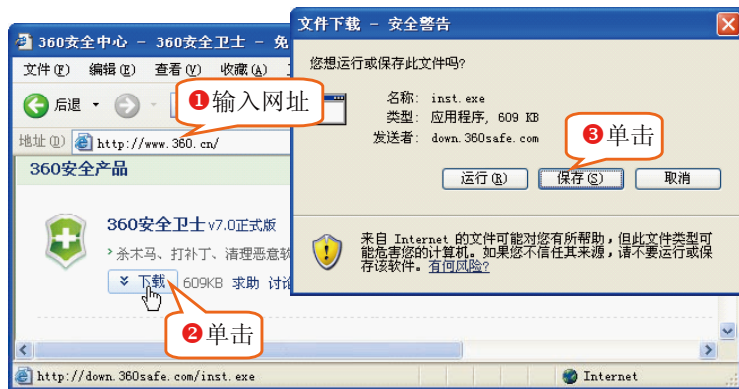 360安全中心 - 360安全卫士 - 免
文件(F) 编辑(E) 查看(V) 收藏(A)
后退
❶输入网址
地址(D) http://www.360.cn/
360安全产品
360安全卫士 v7.0正式版
杀木马、打补丁、清理恶意软
下载 609KB 求助 讨论
❷单击
http://down.360safe.com/inst.exe Internet
文件下载 - 安全警告
您想运行或保存此文件吗?
名称: inst.exe
类型: 应用程序, 609 KB
发送者: down.360safe.com
❸单击
运行(R) 保存(S) 取消
来自 Internet 的文件可能对您有所帮助，但此文件类型可
能危害您的计算机。如果您不信任其来源，请不要运行或保
存该软件。有何风险?